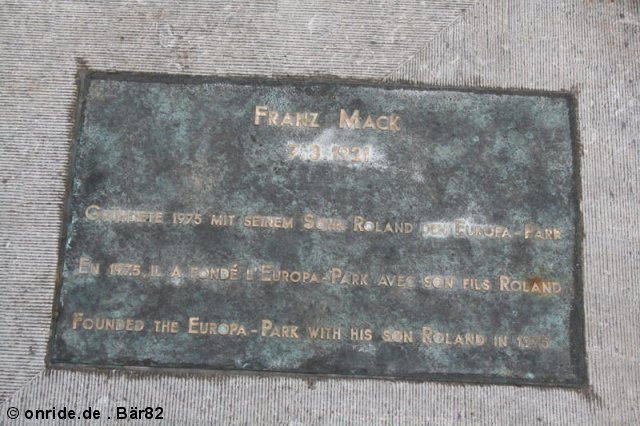 Franz Mack
7.3.1921
Gründete 1975 mit seinem Sohn Roland den Europa-Park
En 1975, il a fondé l'Europa-Park avec son fils Roland
Founded the Europa-Park with his son Roland in 1975
© onride.de . Bär82